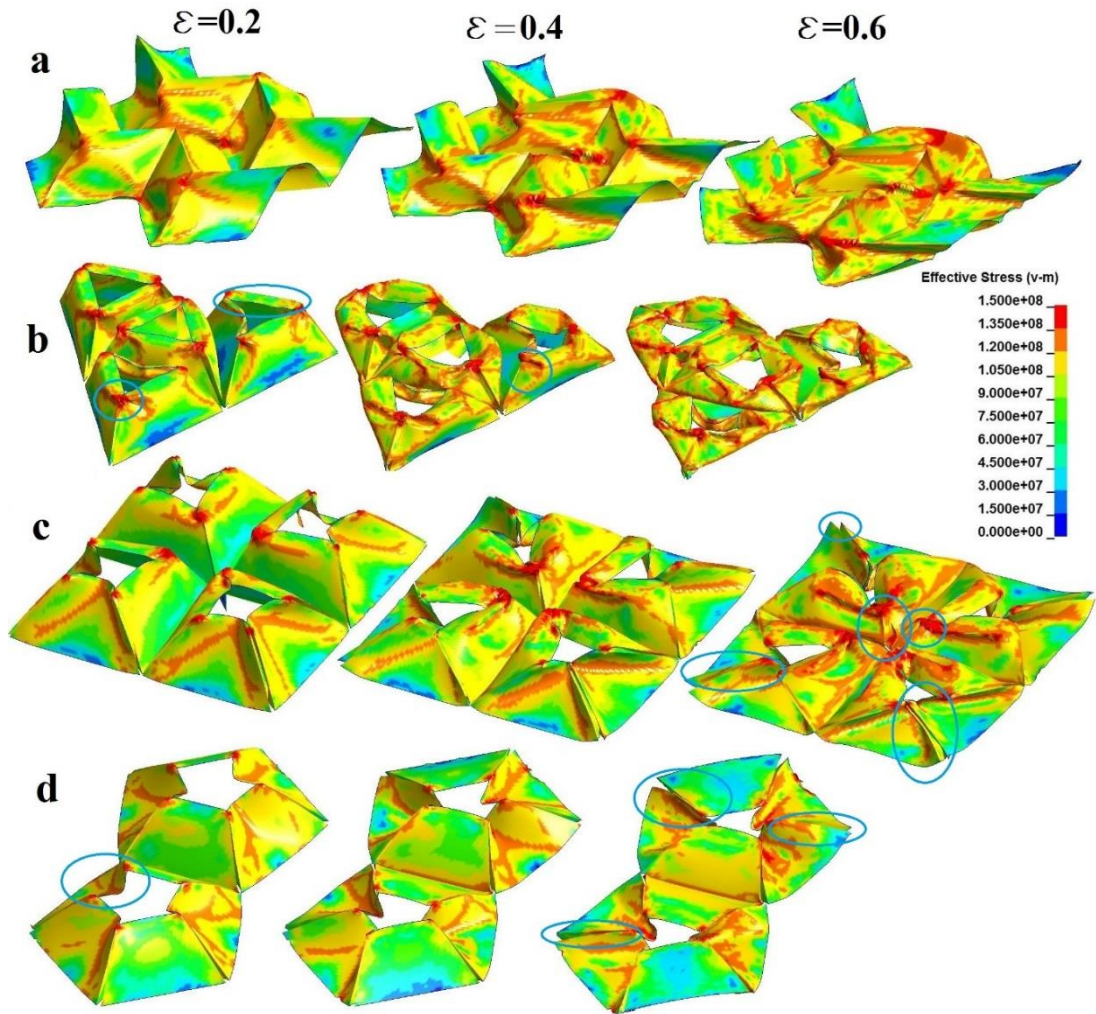 ε=0.2
ε=0.4
ε=0.6
a
b
Effective Stress (v-m)
1.500e+08
1.350e+08
1.200e+08
1.050e+08
9.000e+07
7.500e+07
6.000e+07
4.500e+07
3.000e+07
1.500e+07
0.000e+00
c
d